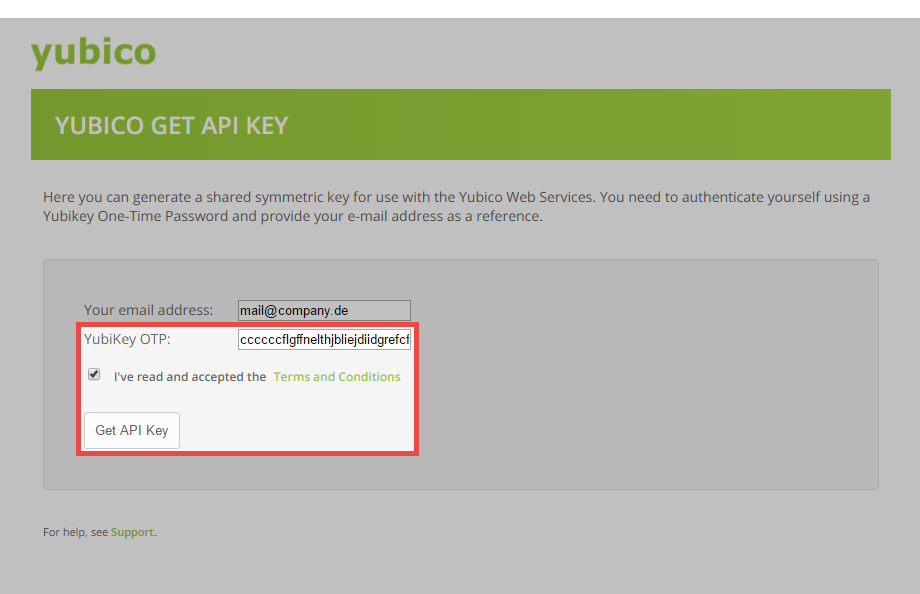 yubico
YUBICO GET API KEY
Here you can generate a shared symmetric key for use with the Yubico Web Services. You need to authenticate yourself using a
Yubikey One-Time Password and provide your e-mail address as a reference.
Your email address: mail@company.de
YubiKey OTP: ccccccflgffnelthjbliejdiidgrefcf
I've read and accepted the Terms and Conditions
Get API Key
For help, see Support.